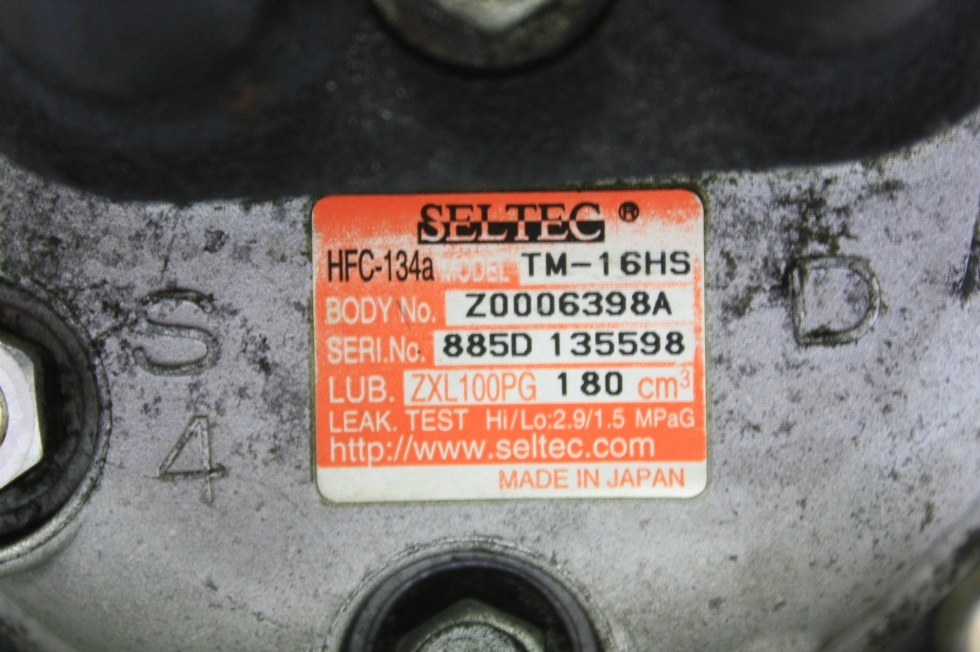 SELTEC ®
HFC-134a MODEL TM-16HS
BODY No. Z0006398A
SERI.No. 885D 135598
LUB. ZXL100PG 180 cm³
LEAK. TEST Hi/Lo:2.9/1.5 MPaG
http://www.seltec.com
MADE IN JAPAN
S
4
D